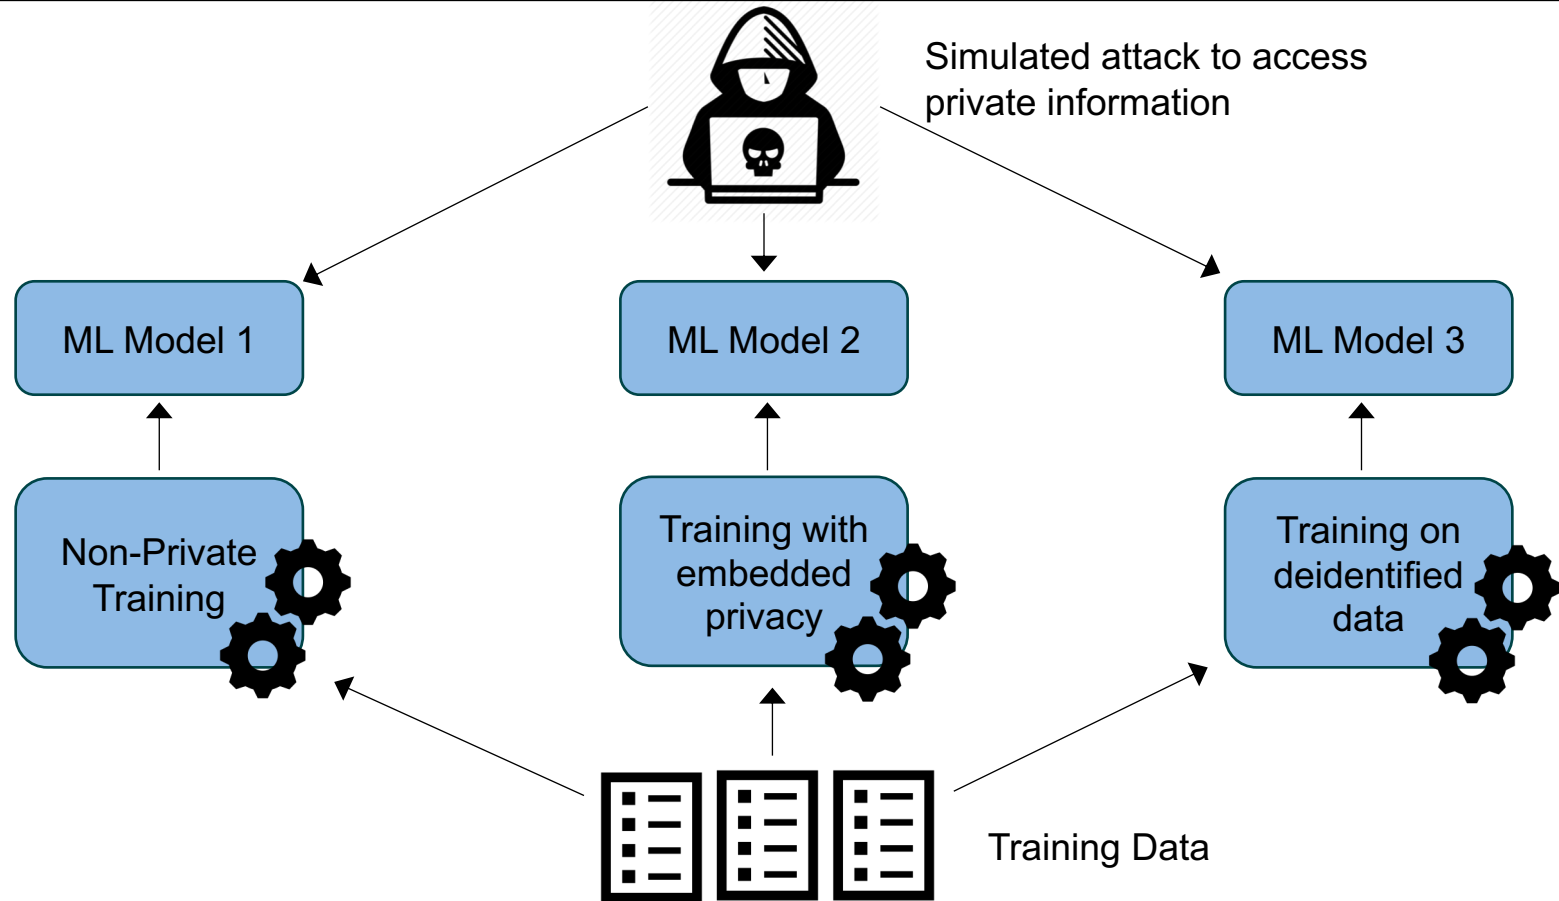 Simulated attack to access
private information
ML Model 1
ML Model 2
ML Model 3
Non-Private
Training
Training with
embedded
privacy
Training on
deidentified
data
Training Data